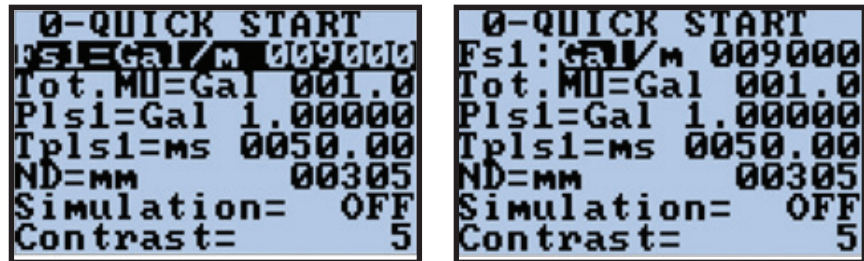 0-QUICK START
Fs1=Gal/m 009000
Tot.MU=Gal 001.0
Pls1=Gal 1.00000
Tpls1=ms 0050.00
ND=mm 00305
Simulation= OFF
Contrast= 5
0-QUICK START
Fs1:Gal/m 009000
Tot.MU=Gal 001.0
Pls1=Gal 1.00000
Tpls1=ms 0050.00
ND=mm 00305
Simulation= OFF
Contrast= 5